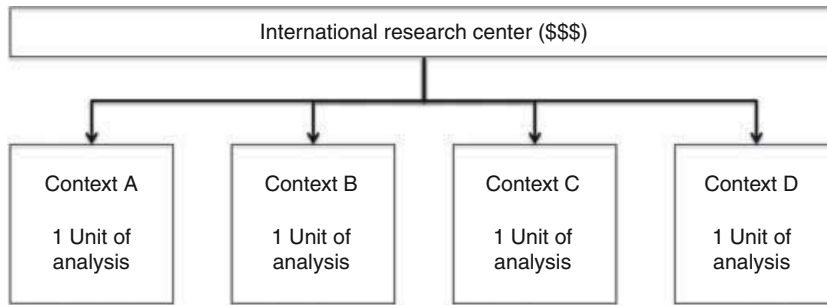 International research center ($$$)
Context A
1 Unit of
analysis
Context B
1 Unit of
analysis
Context C
1 Unit of
analysis
Context D
1 Unit of
analysis